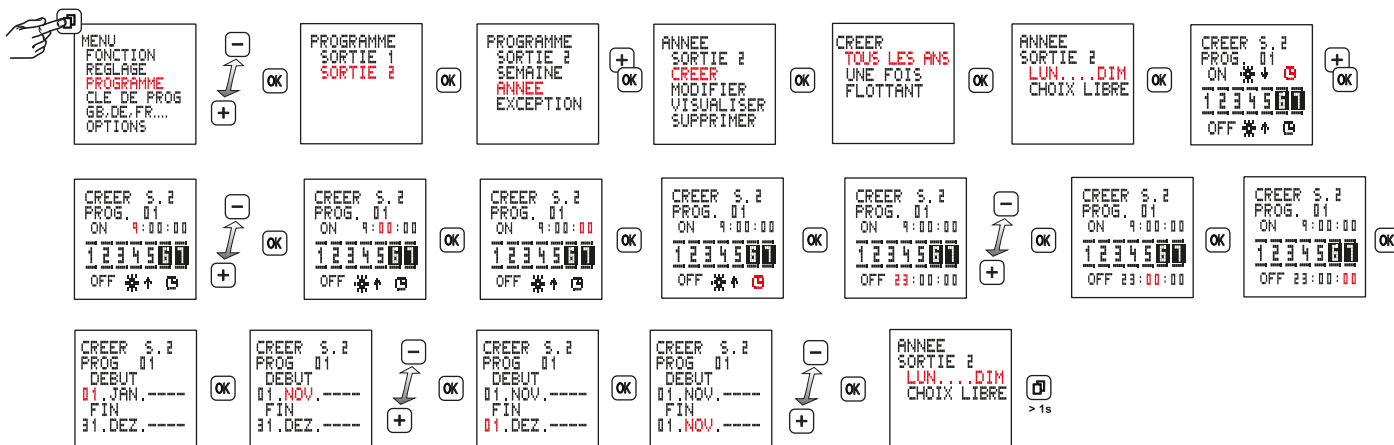 MENU
FONCTION
REGLAGE
PROGRAMME
CLE DE PROG
GB,DE,FR....
OPTIONS
−
+
OK
PROGRAMME
SORTIE 1
SORTIE 2
OK
PROGRAMME
SORTIE 2
SEMAINE
ANNEE
EXCEPTION
+
OK
ANNEE
SORTIE 2
CREER
MODIFIER
VISUALISER
SUPPRIMER
OK
CREER
TOUS LES ANS
UNE FOIS
FLOTTANT
OK
ANNEE
SORTIE 2
LUN....DIM
CHOIX LIBRE
OK
CREER S.2
PROG. 01
ON
1 2 3 4 5 6 7
OFF
+
OK
CREER S.2
PROG. 01
ON 9:00:00
1 2 3 4 5 6 7
OFF
−
+
OK
CREER S.2
PROG. 01
ON 9:00:00
1 2 3 4 5 6 7
OFF
OK
CREER S.2
PROG. 01
ON 9:00:00
1 2 3 4 5 6 7
OFF
OK
CREER S.2
PROG. 01
ON 9:00:00
1 2 3 4 5 6 7
OFF
OK
CREER S.2
PROG. 01
ON 9:00:00
1 2 3 4 5 6 7
OFF 23:00:00
−
+
OK
CREER S.2
PROG. 01
ON 9:00:00
1 2 3 4 5 6 7
OFF 23:00:00
OK
CREER S.2
PROG. 01
ON 9:00:00
1 2 3 4 5 6 7
OFF 23:00:00
OK
CREER S.2
PROG 01
DEBUT
01.JAN.----
FIN
31.DEZ.----
OK
CREER S.2
PROG 01
DEBUT
01.NOV.----
FIN
31.DEZ.----
−
+
OK
CREER S.2
PROG 01
DEBUT
01.NOV.----
FIN
01.DEZ.----
OK
CREER S.2
PROG 01
DEBUT
01.NOV.----
FIN
01.NOV.----
−
+
OK
ANNEE
SORTIE 2
LUN....DIM
CHOIX LIBRE
> 1s